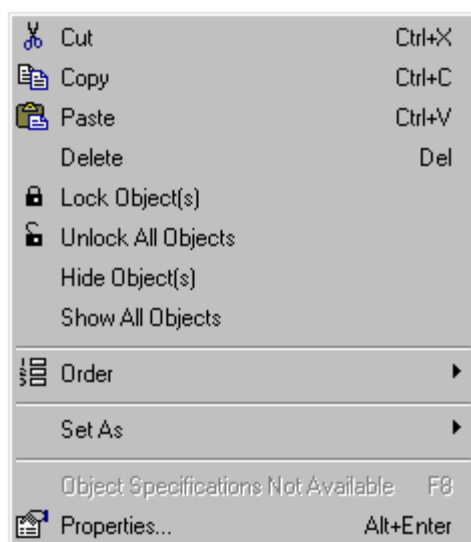 Cut Ctrl+X
Copy Ctrl+C
Paste Ctrl+V
Delete Del
Lock Object(s)
Unlock All Objects
Hide Object(s)
Show All Objects
Order
Set As
Object Specifications Not Available F8
Properties... Alt+Enter